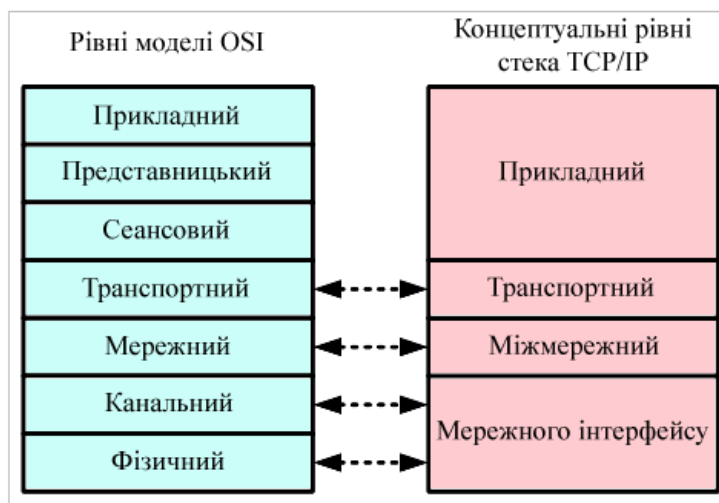 Рівні моделі OSI
Прикладний
Представницький
Сеансовий
Транспортний
Мережний
Канальний
Фізичний
Концептуальні рівні
стека TCP/IP
Прикладний
Транспортний
Міжмережний
Мережного інтерфейсу